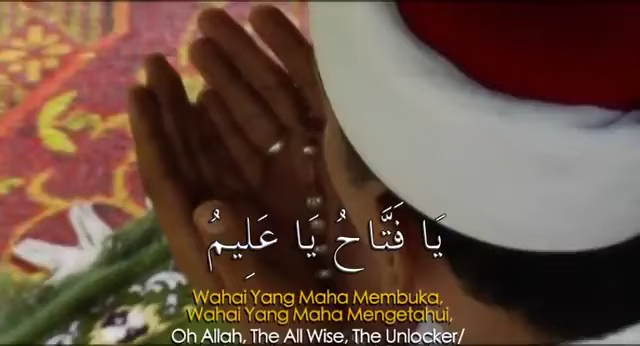 يَا فَتَّاحُ يَا عَلِيمُ
Wahai Yang Maha Membuka,
Wahai Yang Maha Mengetahui,
Oh Allah, The All Wise, The Unlocker/